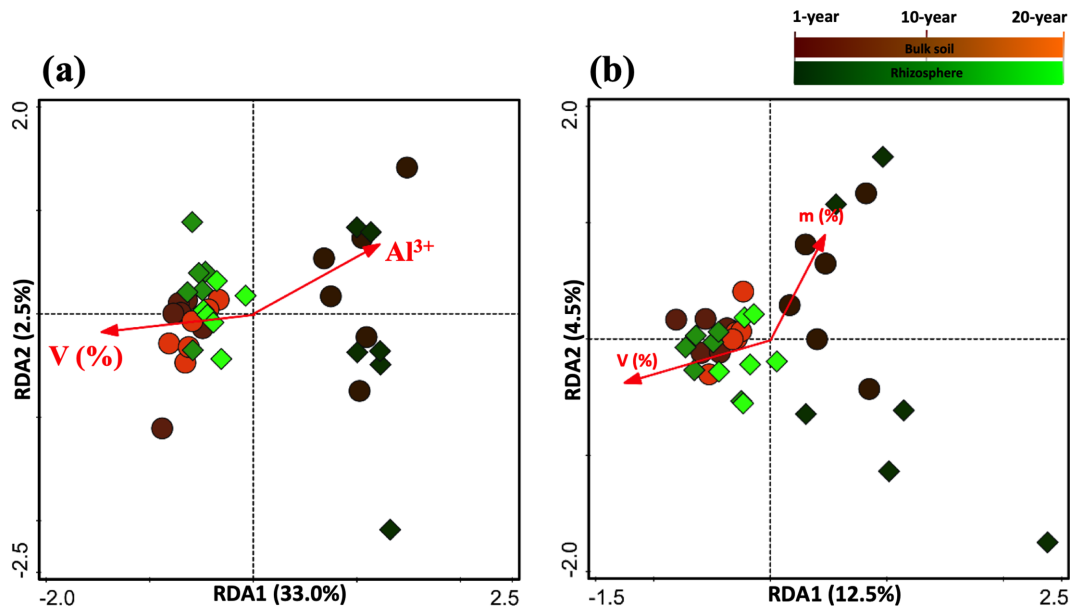 1-year 10-year 20-year
Bulk soil
Rhizosphere
(a)
2.0
RDA2 (2.5%)
-2.5
Al³⁺
V (%)
-2.0 RDA1 (33.0%) 2.5
(b)
2.0
RDA2 (4.5%)
-2.0
m (%)
V (%)
-1.5 RDA1 (12.5%) 2.5